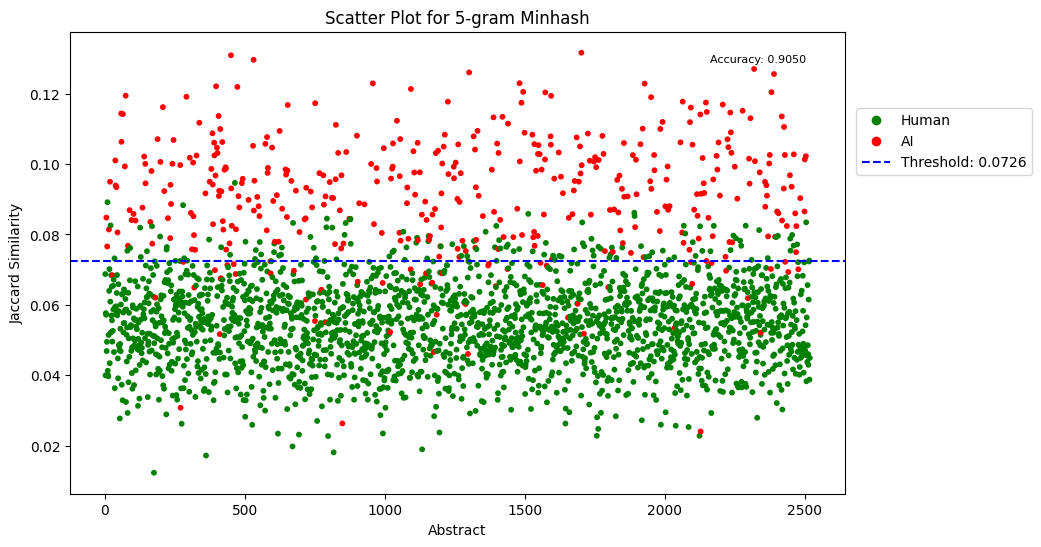 Scatter Plot for 5-gram Minhash
Accuracy: 0.9050
Human
AI
Threshold: 0.0726
Jaccard Similarity
0.12
0.10
0.08
0.06
0.04
0.02
0 500 1000 1500 2000 2500
Abstract